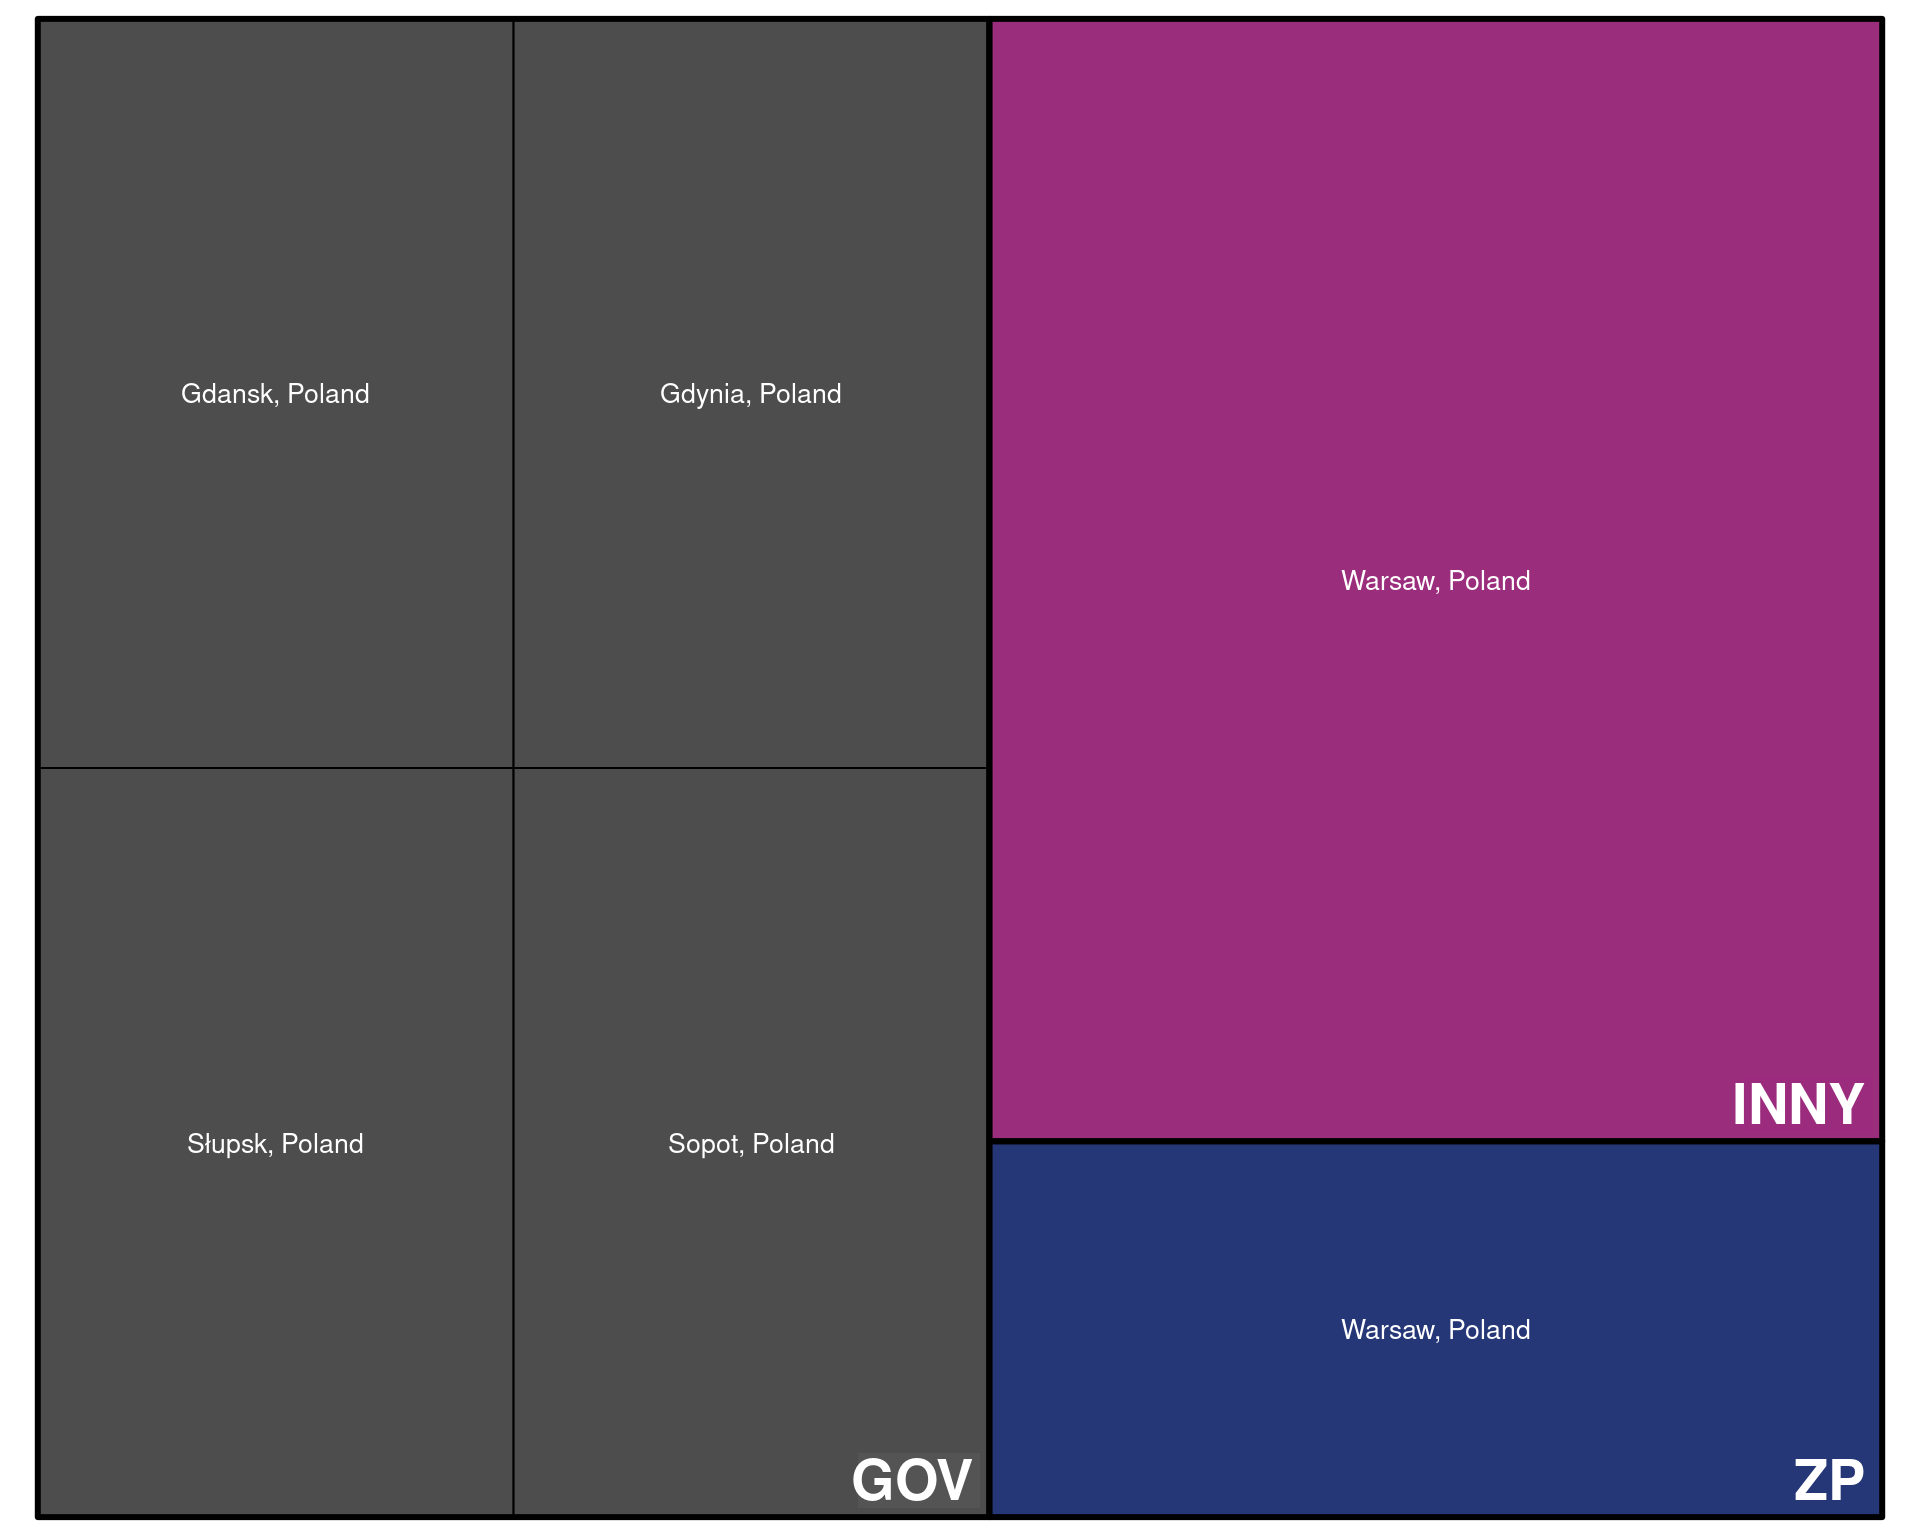 Gdansk, Poland
Gdynia, Poland
Warsaw, Poland
INNY
Słupsk, Poland
Sopot, Poland
Warsaw, Poland
GOV
ZP